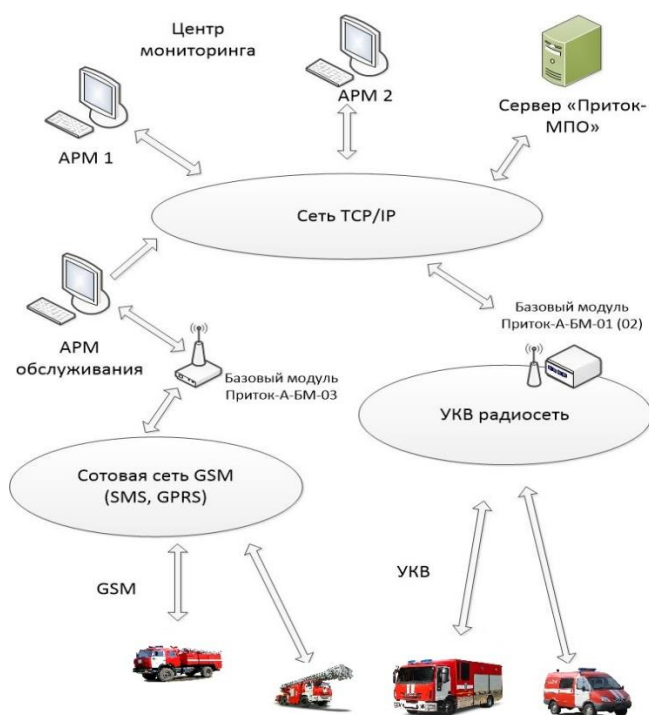 Центр
мониторинга
АРМ 1
АРМ 2
Сервер «Приток-
МПО»
Сеть TCP/IP
АРМ
обслуживания
Базовый модуль
Приток-А-БМ-03
Базовый модуль
Приток-А-БМ-01 (02)
УКВ радиосеть
Сотовая сеть GSM
(SMS, GPRS)
GSM
УКВ